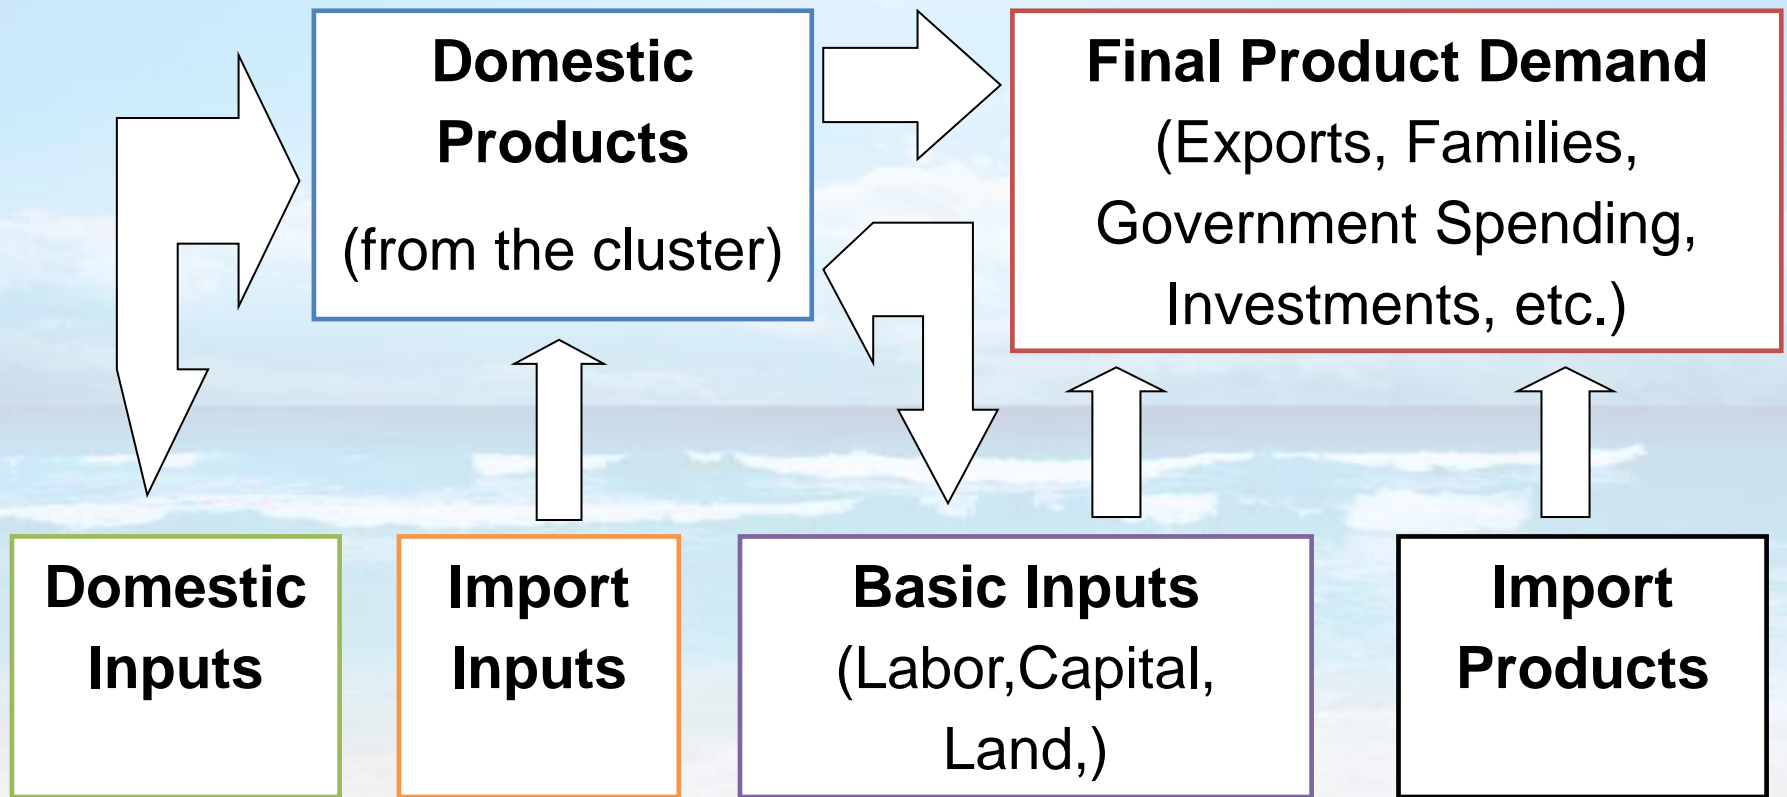 Domestic
Products
(from the cluster)
Final Product Demand
(Exports, Families,
Government Spending,
Investments, etc.)
Domestic
Inputs
Import
Inputs
Basic Inputs
(Labor,Capital,
Land,)
Import
Products